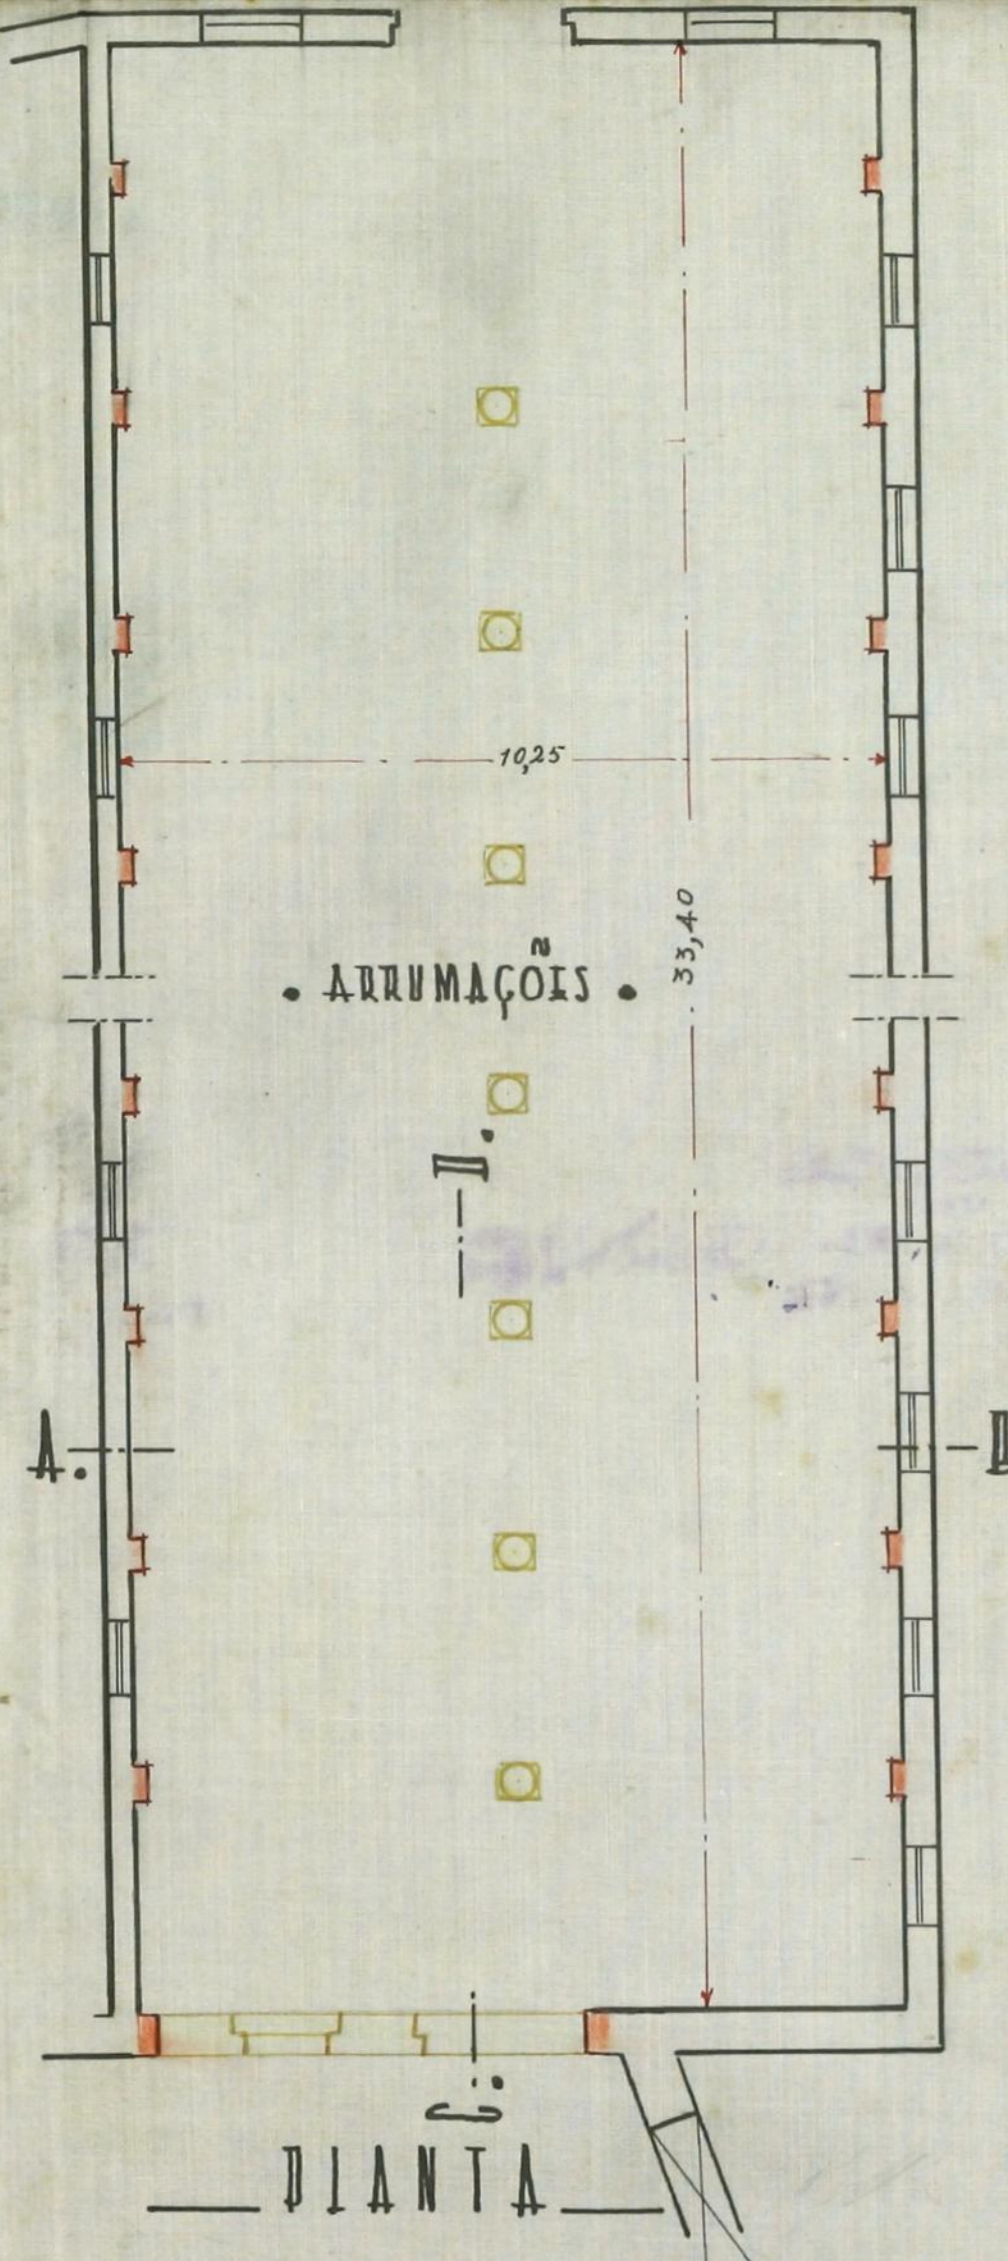 10,25
33,40
. ARRUMAÇÕES .
D.
A.
C.
PLANTA